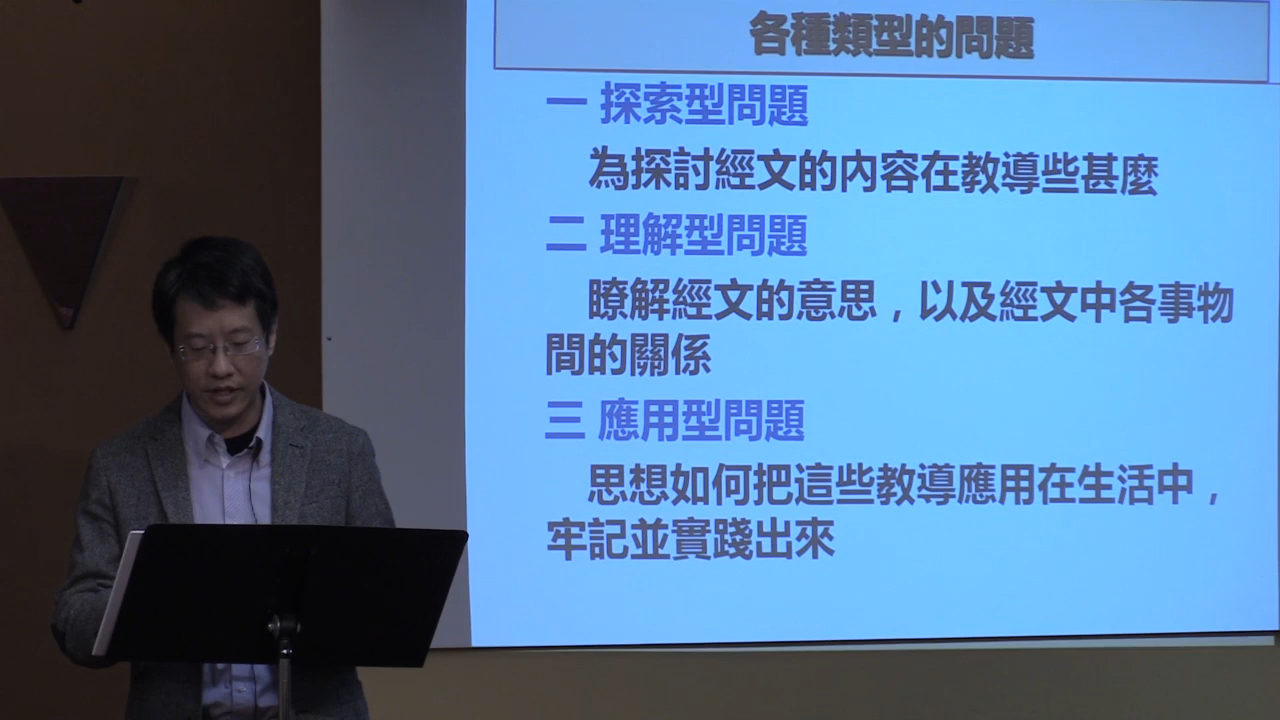 各種類型的問題
一 探索型問題
為探討經文的內容在教導些甚麼
二 理解型問題
瞭解經文的意思，以及經文中各事物
間的關係
三 應用型問題
思想如何把這些教導應用在生活中，
牢記並實踐出來